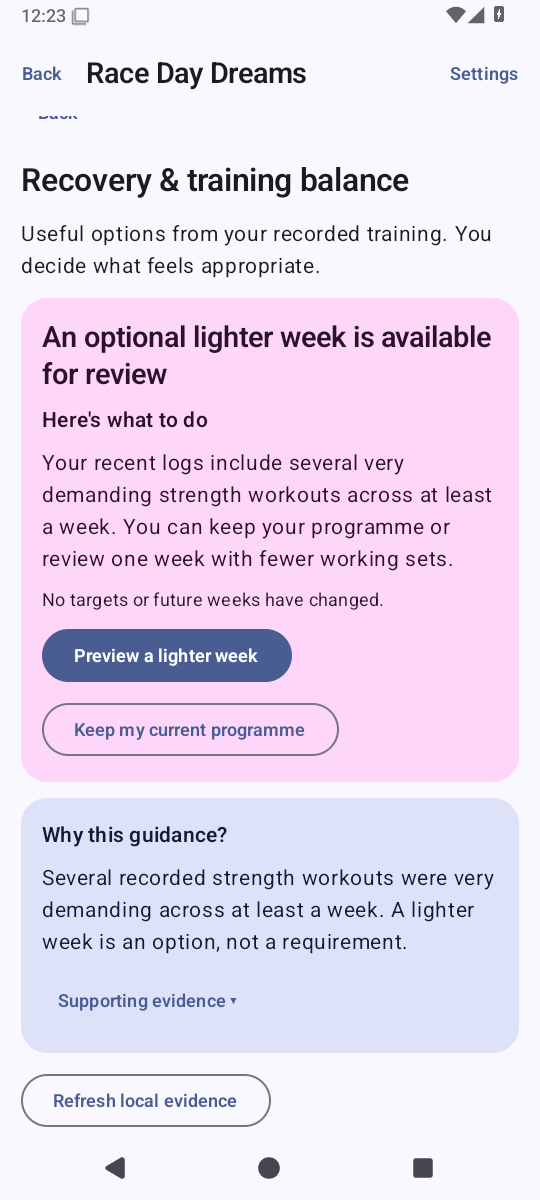 12:23
Back Race Day Dreams Settings
Back
Recovery & training balance
Useful options from your recorded training. You
decide what feels appropriate.
An optional lighter week is available
for review
Here's what to do
Your recent logs include several very
demanding strength workouts across at least
a week. You can keep your programme or
review one week with fewer working sets.
No targets or future weeks have changed.
Preview a lighter week
Keep my current programme
Why this guidance?
Several recorded strength workouts were very
demanding across at least a week. A lighter
week is an option, not a requirement.
Supporting evidence ▾
Refresh local evidence